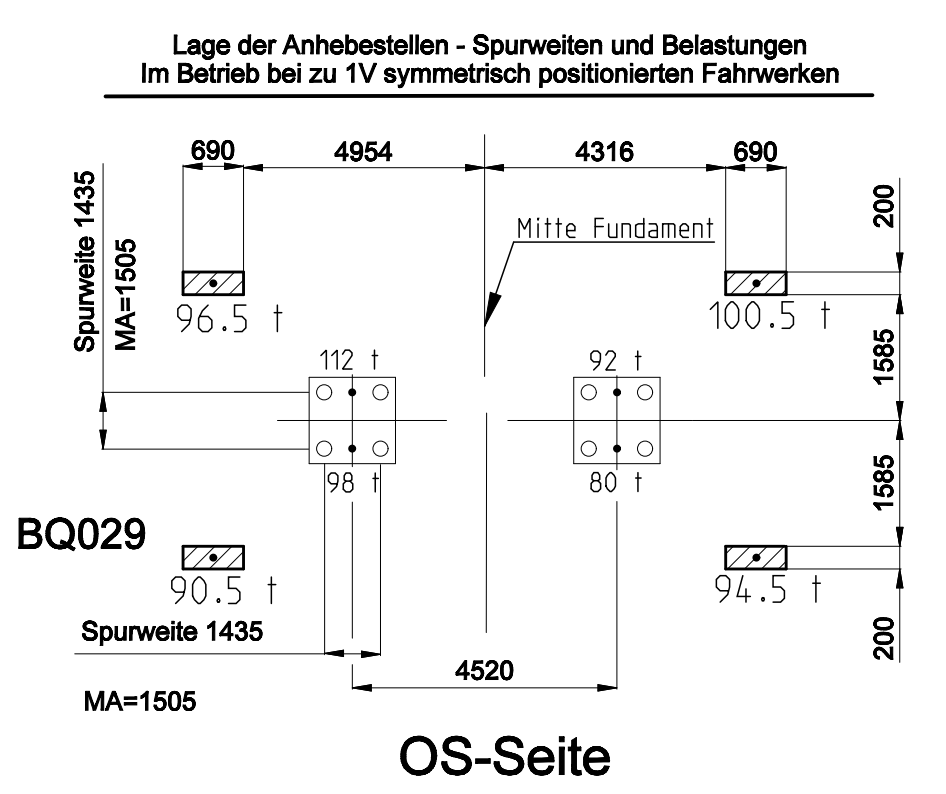 Lage der Anhebestellen - Spurweiten und Belastungen
Im Betrieb bei zu 1V symmetrisch positionierten Fahrwerken
690
4954
4316
690
Spurweite 1435
MA=1505
200
Mitte Fundament
96.5 t
100.5 t
112 t
92 t
1585
98 t
80 t
1585
BQ029
90.5 t
94.5 t
Spurweite 1435
200
4520
MA=1505
OS-Seite